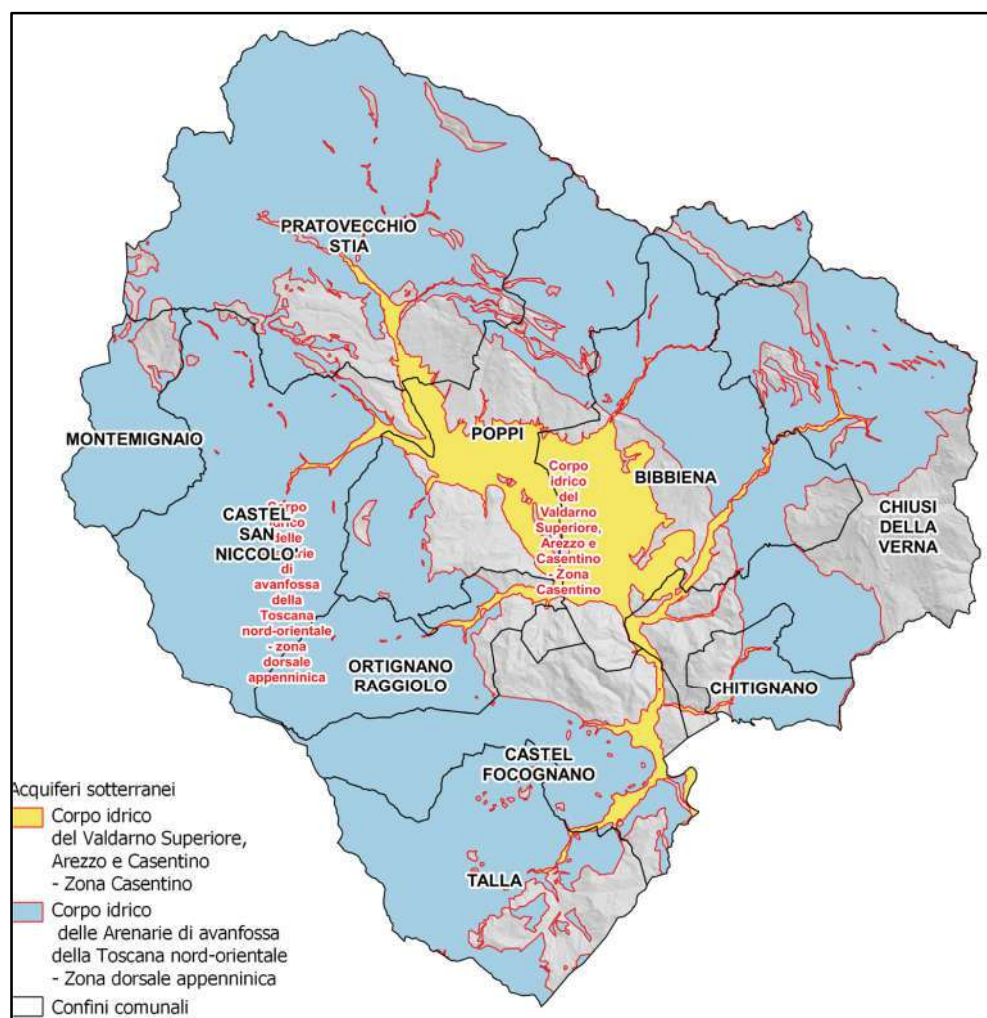 PRATOVECCHIO
STIA
MONTEMIGNAIO
POPPI
BIBBIENA
Corpo
idrico
del
Valdarno
Superiore,
Arezzo e
Casentino
- Zona
Casentino
CHIUSI
DELLA
VERNA
CASTEL
SAN
NICCOLO'
idrico
delle
di
avanfossa
della
Toscana
nord-orientale
- zona
dorsale
appenninica
ORTIGNANO
RAGGIOLO
CHITIGNANO
CASTEL
FOCOGNANO
TALLA
Acquiferi sotterranei
Corpo idrico
del Valdarno Superiore,
Arezzo e Casentino
- Zona Casentino
Corpo idrico
delle Arenarie di avanfossa
della Toscana nord-orientale
- Zona dorsale appenninica
Confini comunali